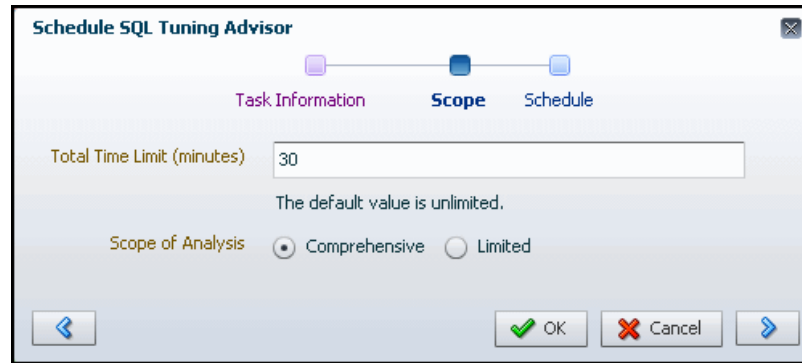 Schedule SQL Tuning Advisor
Task Information Scope Schedule
Total Time Limit (minutes) 30
The default value is unlimited.
Scope of Analysis Comprehensive Limited
OK Cancel